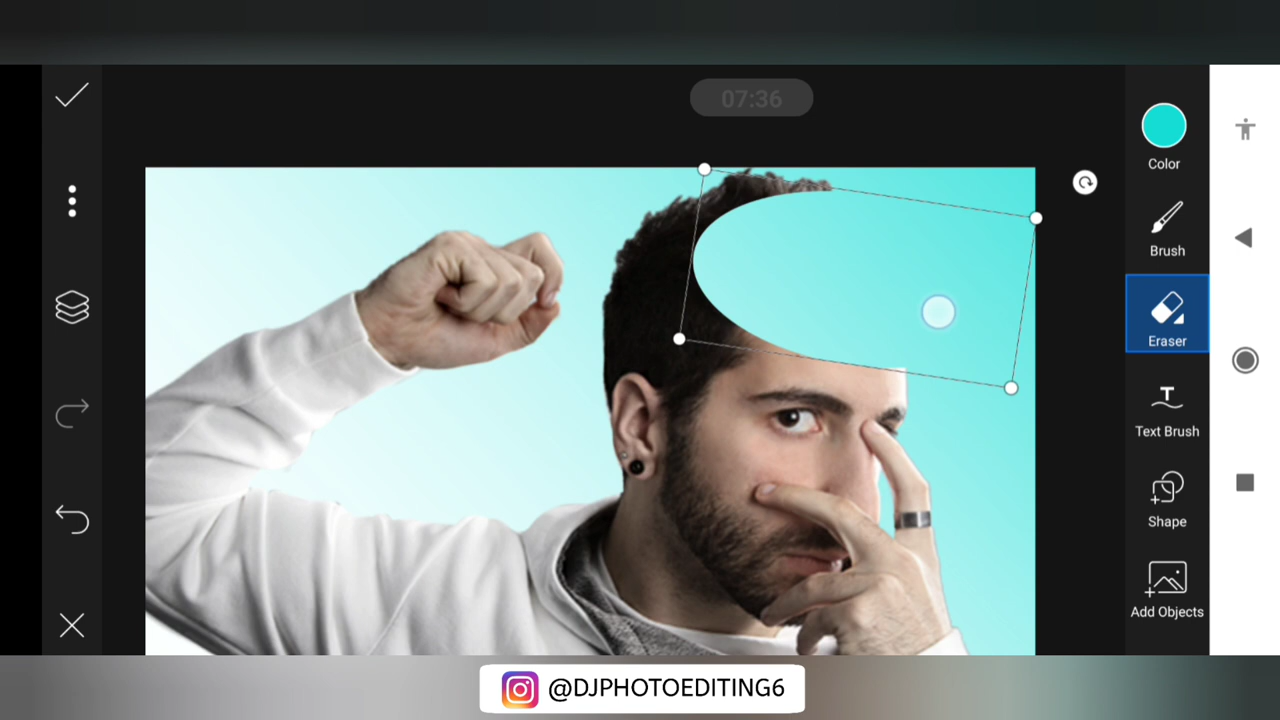 07:36
Color
Brush
Eraser
Text Brush
Shape
Add Objects
@DJPHOTOEDITING6